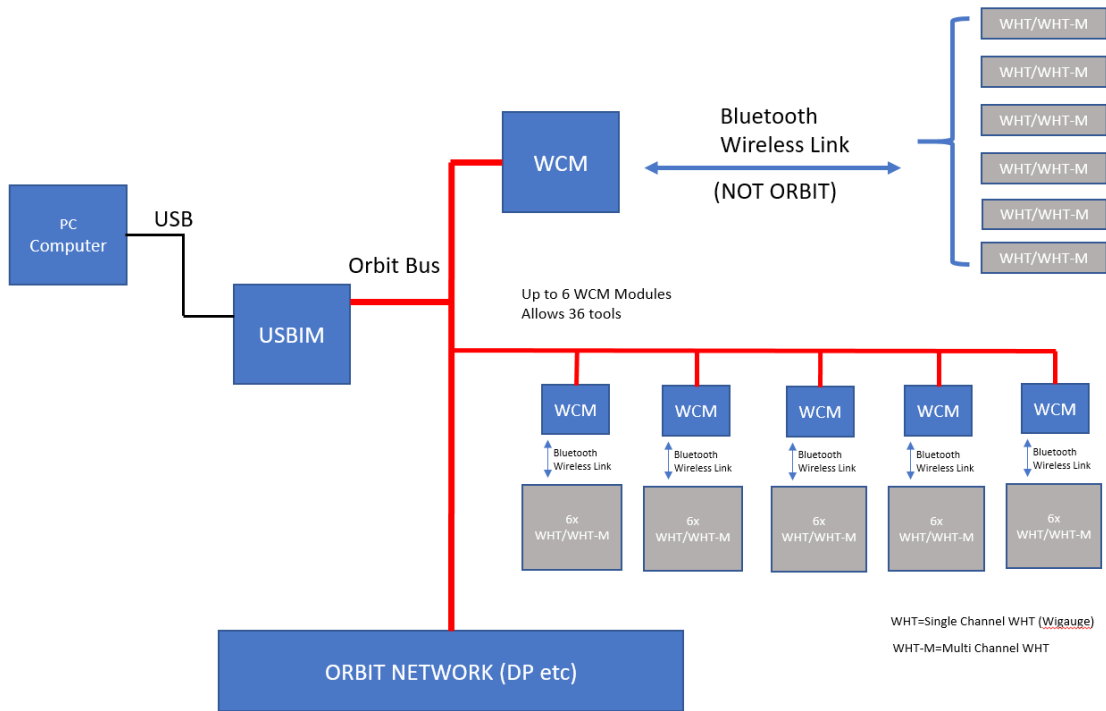 WHT/WHT-M
WHT/WHT-M
WHT/WHT-M
WHT/WHT-M
WHT/WHT-M
WHT/WHT-M
Bluetooth
Wireless Link
(NOT ORBIT)
WCM
PC
Computer
USB
USBIM
Orbit Bus
Up to 6 WCM Modules
Allows 36 tools
WCM
WCM
WCM
WCM
WCM
Bluetooth
Wireless Link
Bluetooth
Wireless Link
Bluetooth
Wireless Link
Bluetooth
Wireless Link
Bluetooth
Wireless Link
6x
WHT/WHT-M
6x
WHT/WHT-M
6x
WHT/WHT-M
6x
WHT/WHT-M
6x
WHT/WHT-M
WHT=Single Channel WHT (Wigauge)
WHT-M=Multi Channel WHT
ORBIT NETWORK (DP etc)